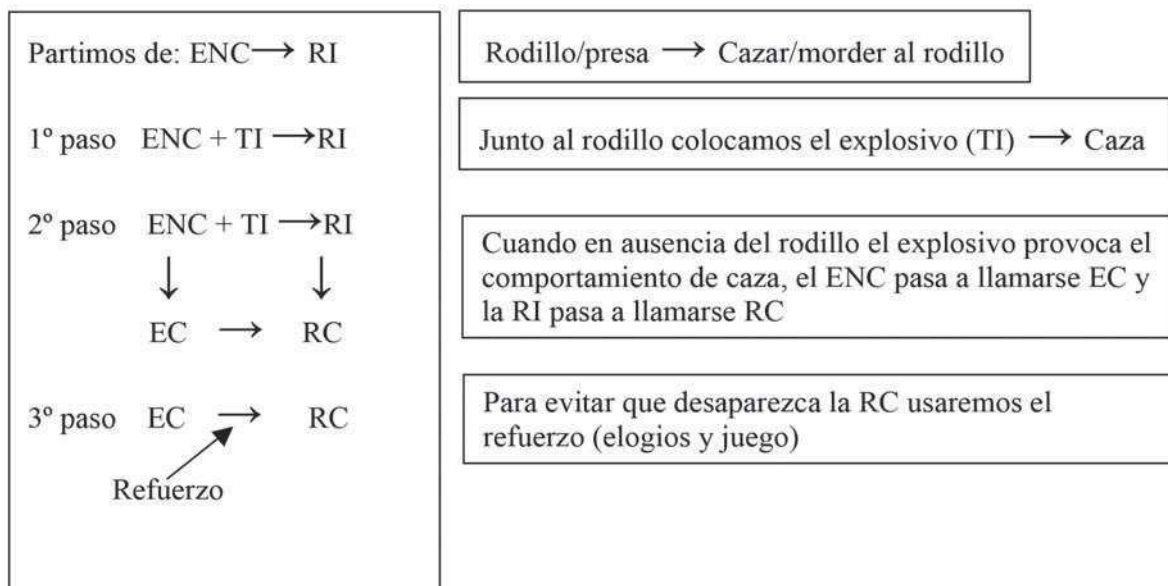 Partimos de: ENC → RI
Rodillo/presa → Cazar/morder al rodillo
1º paso ENC + TI → RI
Junto al rodillo colocamos el explosivo (TI) → Caza
2º paso ENC + TI → RI
↓ ↓
EC → RC
Cuando en ausencia del rodillo el explosivo provoca el
comportamiento de caza, el ENC pasa a llamarse EC y
la RI pasa a llamarse RC
3º paso EC → RC
Refuerzo
Para evitar que desaparezca la RC usaremos el
refuerzo (elogios y juego)